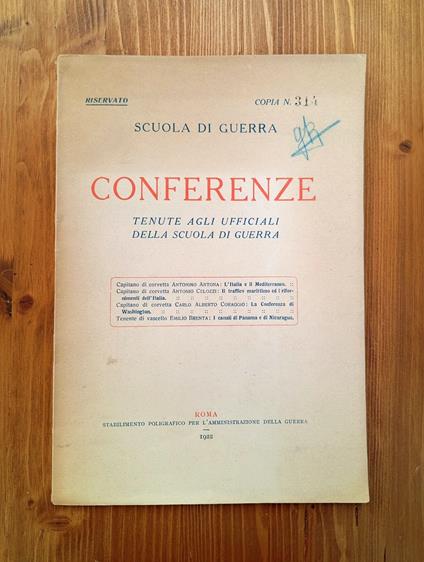 RISERVATO COPIA N. 314
SCUOLA DI GUERRA
CONFERENZE
TENUTE AGLI UFFICIALI
DELLA SCUOLA DI GUERRA
Capitano di corvetta ANTONINO ANTONA: L'Italia e il Mediterraneo. ::
Capitano di corvetta ANTONIO CELOZZI: Il traffico marittimo ed i rifor-
nimenti dell'Italia. :: :: :: :: :: :: ::
Capitano di corvetta CARLO ALBERTO CORAGGIO: La Conferenza di
Washington. :: :: :: :: :: :: :: ::
Tenente di vascello EMILIO BRENTA: I canali di Panama e di Nicaragua.
ROMA
STABILIMENTO POLIGRAFICO PER L'AMMINISTRAZIONE DELLA GUERRA
1922